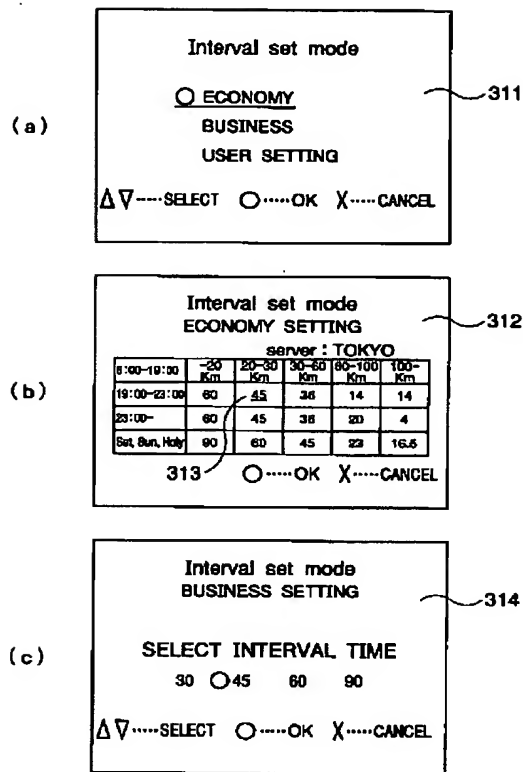 (a)
Interval set mode
○ ECONOMY
BUSINESS
USER SETTING
△ ▽ ----SELECT ○ ·····OK X ·····CANCEL
311
(b)
Interval set mode
ECONOMY SETTING
server : TOKYO
8:00-19:00 -20 Km 20-30 Km 30-60 Km 60-100 Km 100- Km
19:00-23:00 60 45 36 14 14
23:00- 60 45 36 20 4
Sat, Sun, Holy 90 60 45 23 16.5
313 ○ ·····OK X ·····CANCEL
312
(c)
Interval set mode
BUSINESS SETTING
SELECT INTERVAL TIME
30 ○ 45 60 90
△ ▽ ·····SELECT ○ ·····OK X ·····CANCEL
314